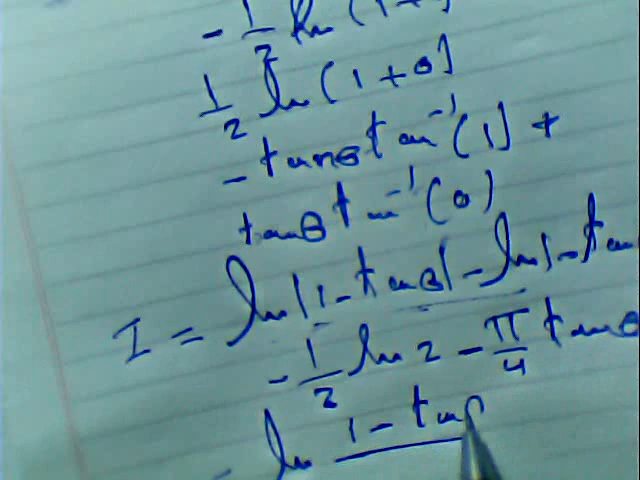 - 1/2 ln (1+
1/2 ln (1+0)
- tanθ tan⁻¹(1) +
tanθ tan⁻¹(0)
I = ln|1-tanθ| - ln|-tan
- 1/2 ln 2 - π/4 tanθ
= ln 1 - tan